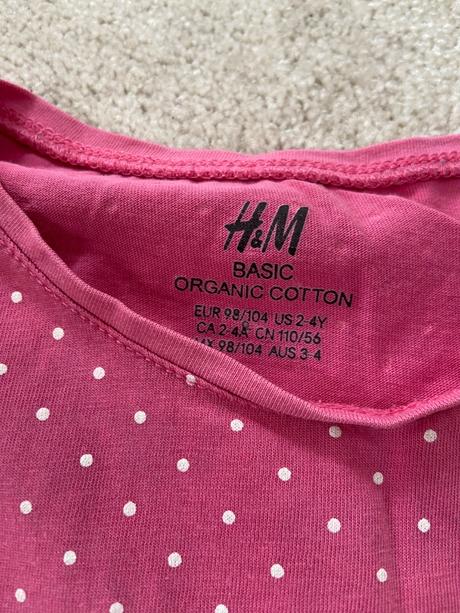 H&M
BASIC
ORGANIC COTTON
EUR 98/104 US 2-4Y
CA 2-4A CN 110/56
98/104 AUS 3-4